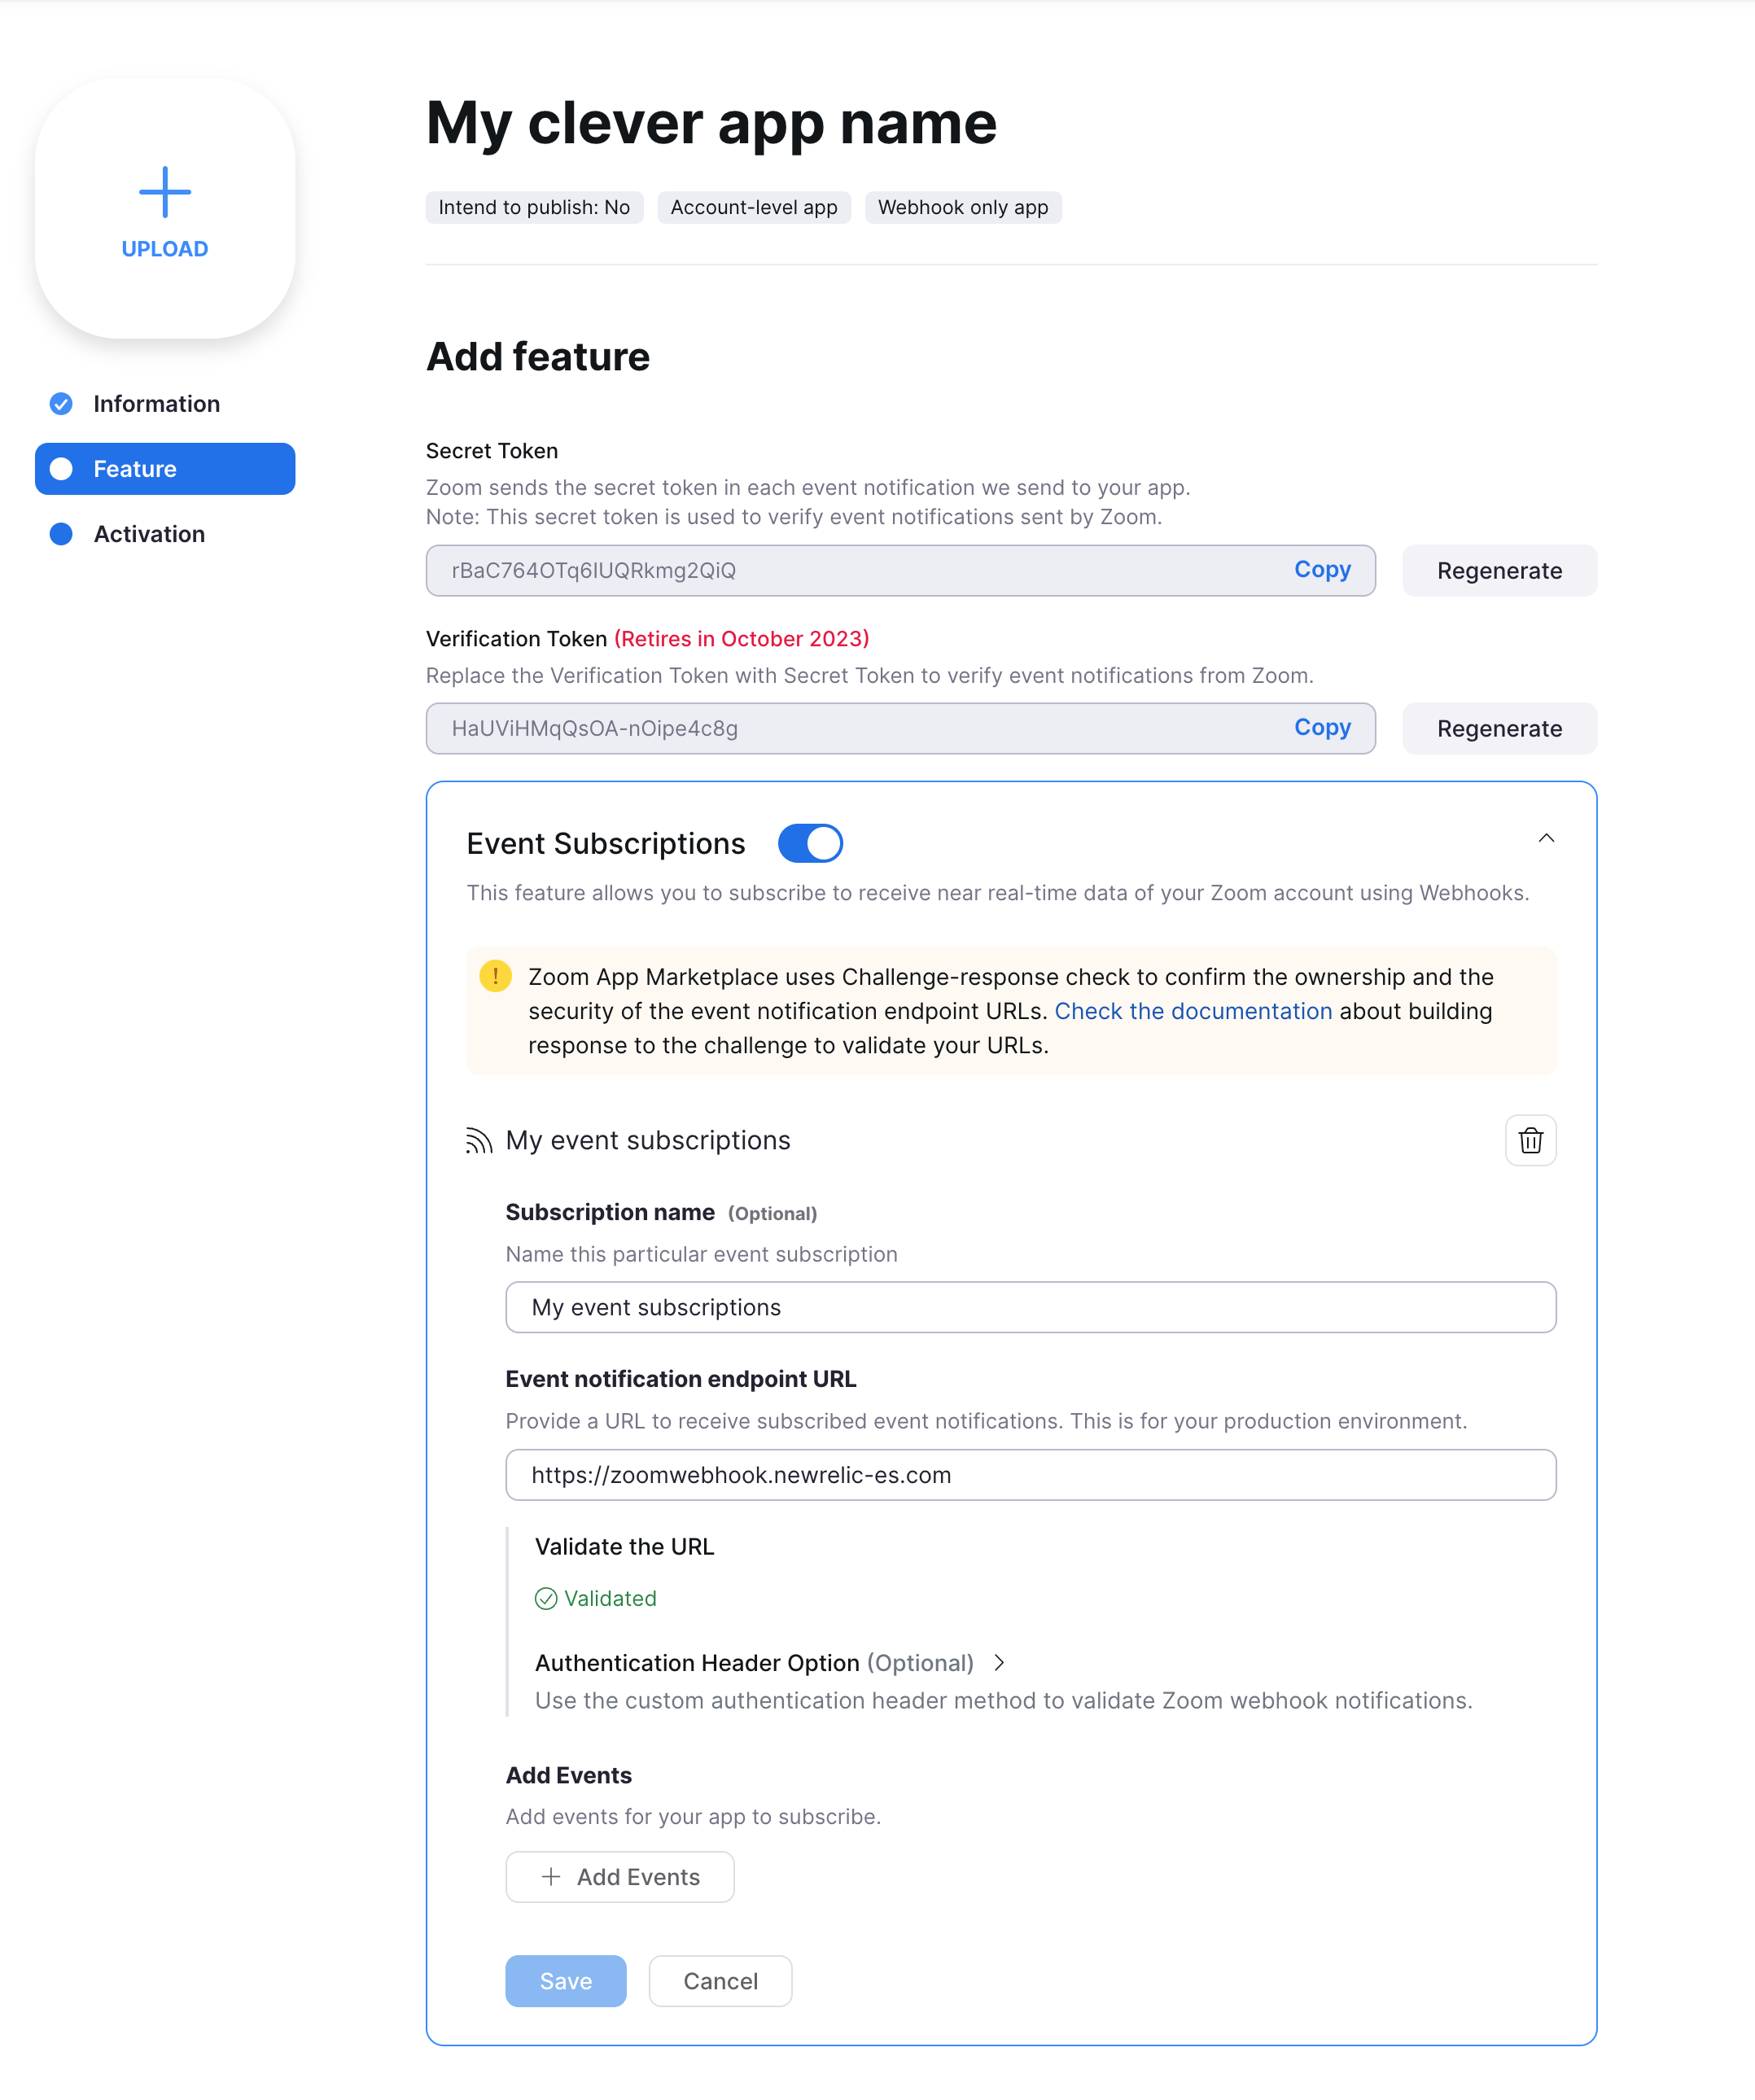 UPLOAD
Information
Feature
Activation
My clever app name
Intend to publish: No
Account-level app
Webhook only app
Add feature
Secret Token
Zoom sends the secret token in each event notification we send to your app.
Note: This secret token is used to verify event notifications sent by Zoom.
rBaC764OTq6IUQRkmg2QiQ
Copy
Regenerate
Verification Token (Retires in October 2023)
Replace the Verification Token with Secret Token to verify event notifications from Zoom.
HaUViHMqQsOA-nOipe4c8g
Copy
Regenerate
Event Subscriptions
This feature allows you to subscribe to receive near real-time data of your Zoom account using Webhooks.
Zoom App Marketplace uses Challenge-response check to confirm the ownership and the
security of the event notification endpoint URLs. Check the documentation about building
response to the challenge to validate your URLs.
My event subscriptions
Subscription name (Optional)
Name this particular event subscription
My event subscriptions
Event notification endpoint URL
Provide a URL to receive subscribed event notifications. This is for your production environment.
https://zoomwebhook.newrelic-es.com
Validate the URL
Validated
Authentication Header Option (Optional)
Use the custom authentication header method to validate Zoom webhook notifications.
Add Events
Add events for your app to subscribe.
Add Events
Save
Cancel